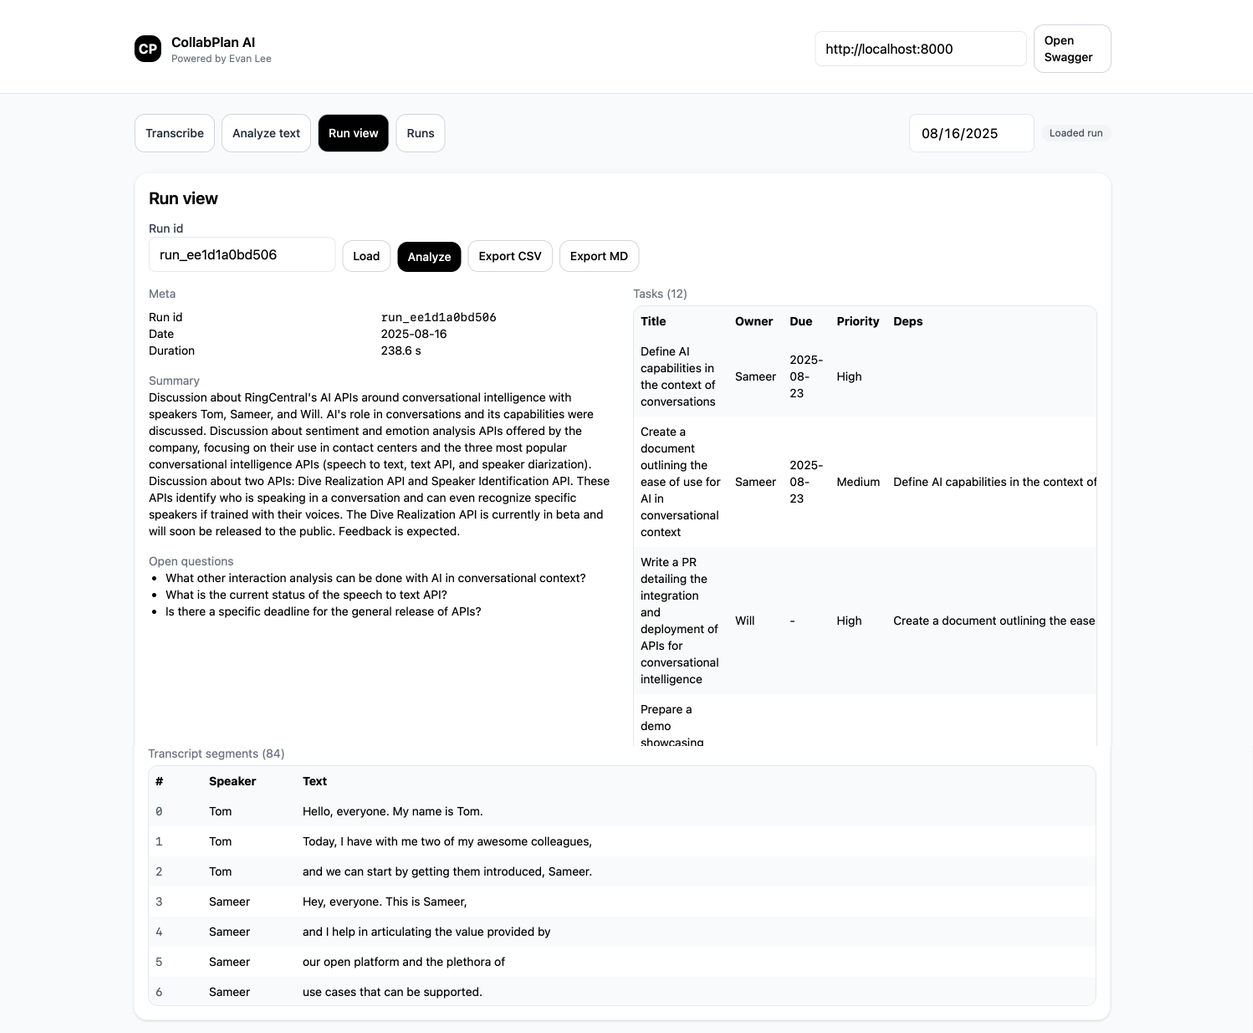 CP
CollabPlan AI
Powered by Evan Lee
http://localhost:8000
Open
Swagger
Transcribe
Analyze text
Run view
Runs
08/16/2025
Loaded run
Run view
Run id
run_ee1d1a0bd506
Load
Analyze
Export CSV
Export MD
Meta
Run id
run_ee1d1a0bd506
Date
2025-08-16
Duration
238.6 s
Summary
Discussion about RingCentral's AI APIs around conversational intelligence with
speakers Tom, Sameer, and Will. AI's role in conversations and its capabilities were
discussed. Discussion about sentiment and emotion analysis APIs offered by the
company, focusing on their use in contact centers and the three most popular
conversational intelligence APIs (speech to text, text API, and speaker diarization).
Discussion about two APIs: Dive Realization API and Speaker Identification API. These
APIs identify who is speaking in a conversation and can even recognize specific
speakers if trained with their voices. The Dive Realization API is currently in beta and
will soon be released to the public. Feedback is expected.
Open questions
• What other interaction analysis can be done with AI in conversational context?
• What is the current status of the speech to text API?
• Is there a specific deadline for the general release of APIs?
Tasks (12)
Title Owner Due Priority Deps
Define AI
capabilities in
the context of
conversations
Sameer
2025-
08-
23
High
Create a
document
outlining the
ease of use for
AI in
conversational
context
Sameer
2025-
08-
23
Medium
Define AI capabilities in the context of
Write a PR
detailing the
integration
and
deployment of
APIs for
conversational
intelligence
Will
-
High
Create a document outlining the ease
Prepare a
demo
showcasing
Transcript segments (84)
# Speaker Text
0 Tom Hello, everyone. My name is Tom.
1 Tom Today, I have with me two of my awesome colleagues,
2 Tom and we can start by getting them introduced, Sameer.
3 Sameer Hey, everyone. This is Sameer,
4 Sameer and I help in articulating the value provided by
5 Sameer our open platform and the plethora of
6 Sameer use cases that can be supported.